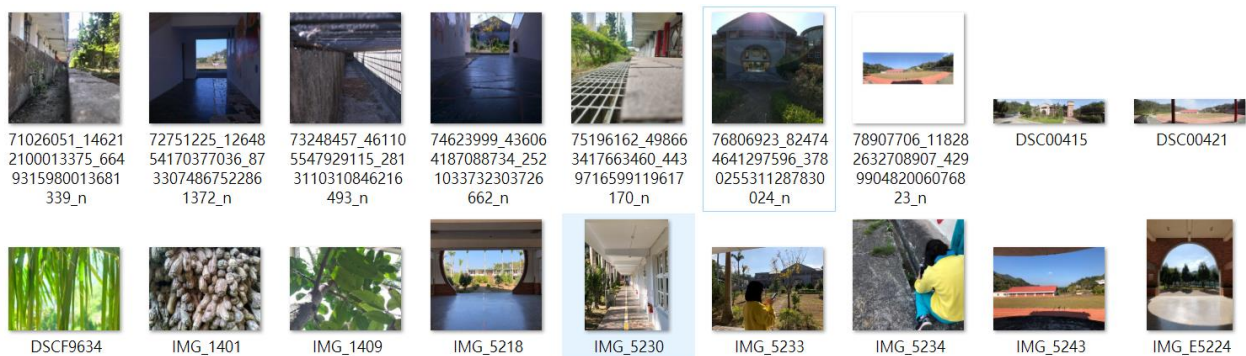 71026051_14621
2100013375_664
9315980013681
339_n
72751225_12648
54170377036_87
3307486752286
1372_n
73248457_46110
5547929115_281
3110310846216
493_n
74623999_43606
4187088734_252
1033732303726
662_n
75196162_49866
3417663460_443
9716599119617
170_n
76806923_82474
4641297596_378
0255311287830
024_n
78907706_11828
2632708907_429
9904820060768
23_n
DSC00415
DSC00421
DSCF9634
IMG_1401
IMG_1409
IMG_5218
IMG_5230
IMG_5233
IMG_5234
IMG_5243
IMG_E5224